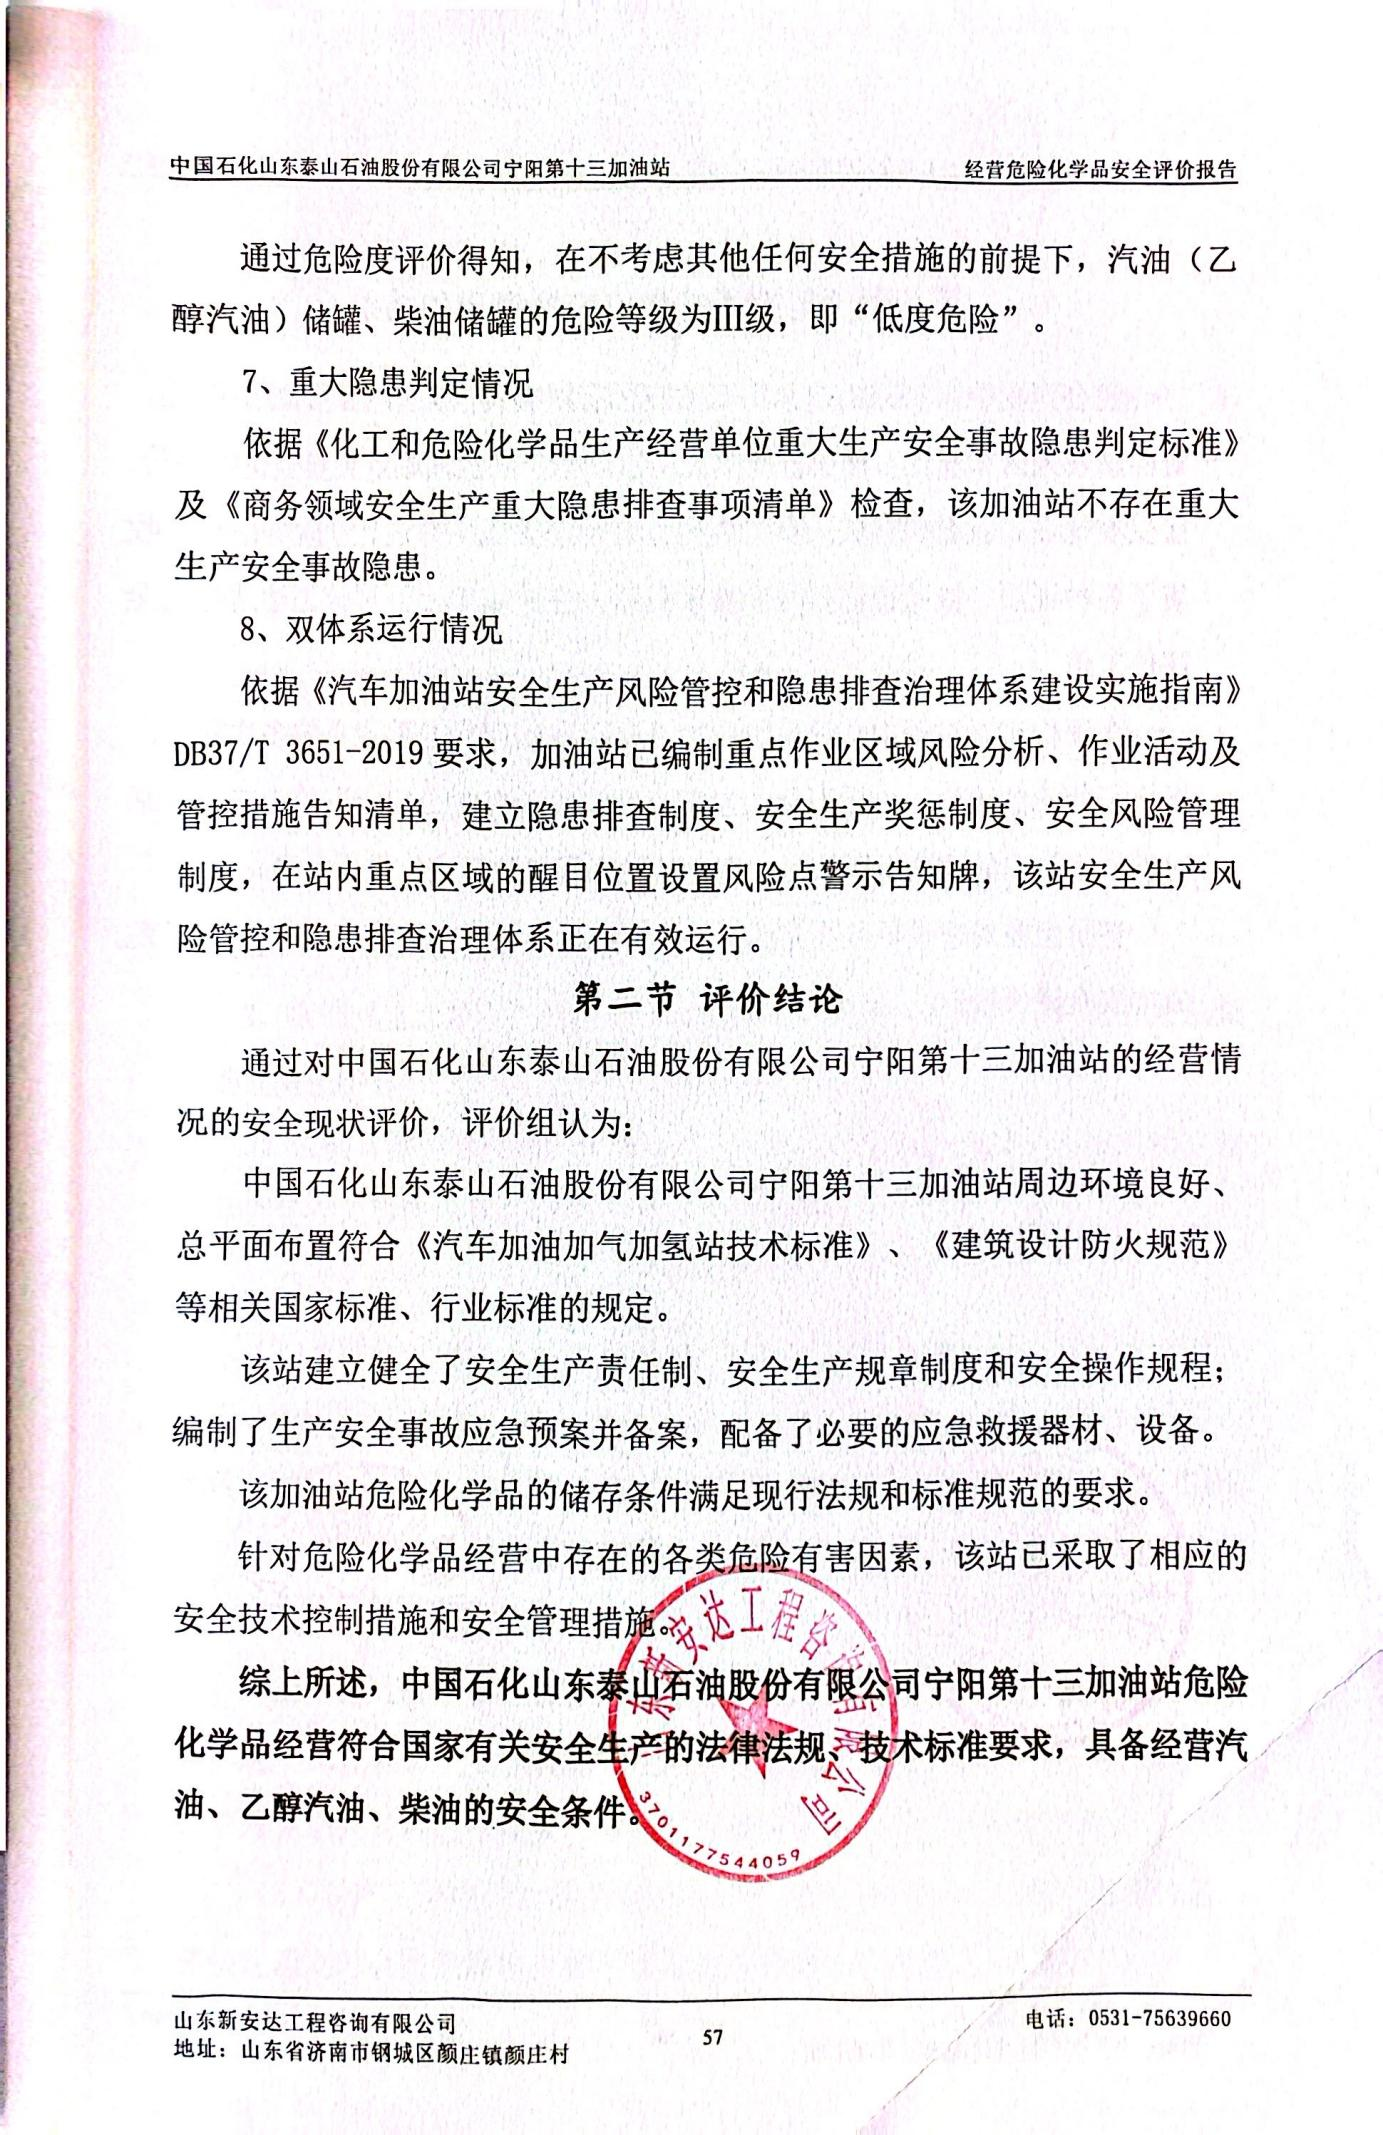 中国石化山东泰山石油股份有限公司宁阳第十三加油站 经营危险化学品安全评价报告
通过危险度评价得知，在不考虑其他任何安全措施的前提下，汽油（乙
醇汽油）储罐、柴油储罐的危险等级为III级，即“低度危险”。
7、重大隐患判定情况
依据《化工和危险化学品生产经营单位重大生产安全事故隐患判定标准》
及《商务领域安全生产重大隐患排查事项清单》检查，该加油站不存在重大
生产安全事故隐患。
8、双体系运行情况
依据《汽车加油站安全生产风险管控和隐患排查治理体系建设实施指南》
DB37/T 3651-2019 要求，加油站已编制重点作业区域风险分析、作业活动及
管控措施告知清单，建立隐患排查制度、安全生产奖惩制度、安全风险管理
制度，在站内重点区域的醒目位置设置风险点警示告知牌，该站安全生产风
险管控和隐患排查治理体系正在有效运行。
第二节 评价结论
通过对中国石化山东泰山石油股份有限公司宁阳第十三加油站的经营情
况的安全现状评价，评价组认为：
中国石化山东泰山石油股份有限公司宁阳第十三加油站周边环境良好、
总平面布置符合《汽车加油加气加氢站技术标准》、《建筑设计防火规范》
等相关国家标准、行业标准的规定。
该站建立健全了安全生产责任制、安全生产规章制度和安全操作规程；
编制了生产安全事故应急预案并备案，配备了必要的应急救援器材、设备。
该加油站危险化学品的储存条件满足现行法规和标准规范的要求。
针对危险化学品经营中存在的各类危险有害因素，该站已采取了相应的
安全技术控制措施和安全管理措施。
综上所述，中国石化山东泰山石油股份有限公司宁阳第十三加油站危险
化学品经营符合国家有关安全生产的法律法规、技术标准要求，具备经营汽
油、乙醇汽油、柴油的安全条件。
山东新安达工程咨询有限公司
3701177544059
山东新安达工程咨询有限公司 电话：0531-75639660
地址：山东省济南市钢城区颜庄镇颜庄村
57